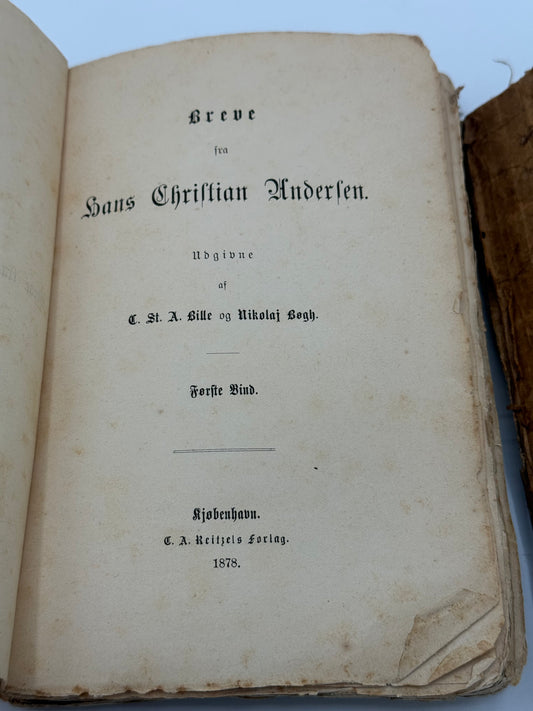 Breve
fra
Hans Chriſtian Anderſen.
Udgivne
af
C. St. A. Bille og Nikolaj Bøgh.
Førſte Bind.
Kjøbenhavn.
C. A. Reitzels Forlag.
1878.